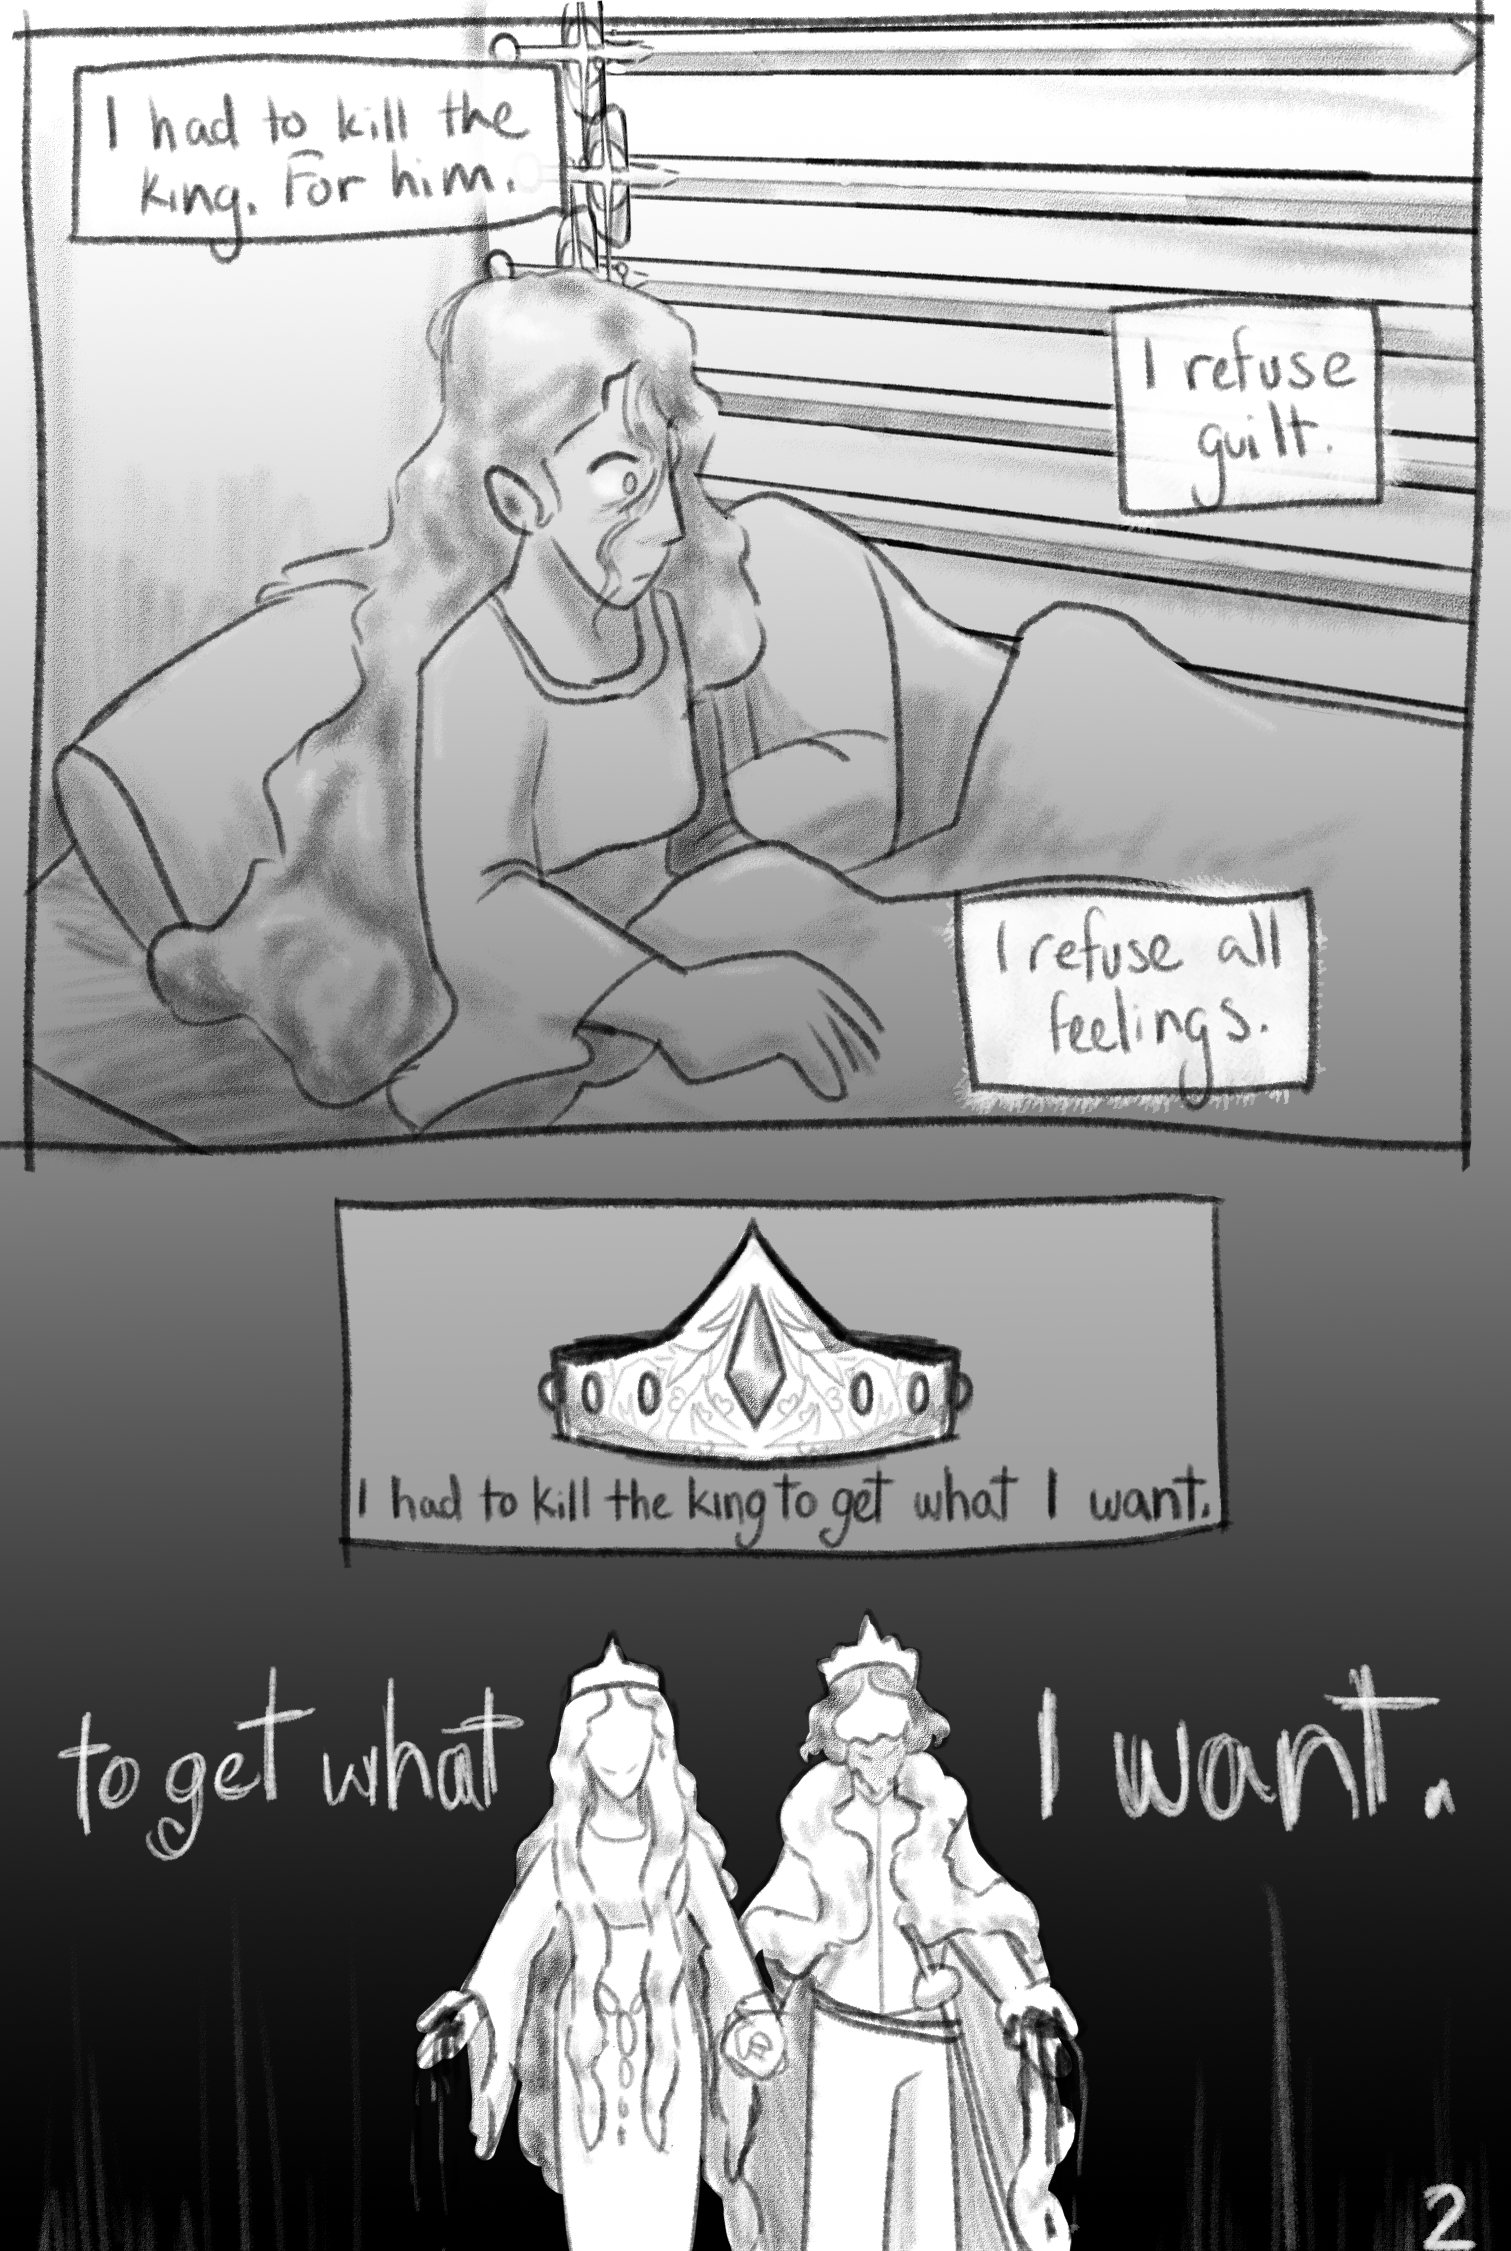 I had to kill the
king. For him.
I refuse
guilt.
I refuse all
feelings.
I had to kill the king to get what I want.
to get what I want.
2